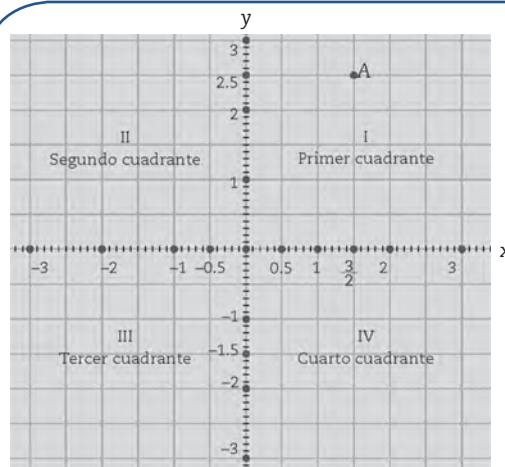 y
3
2.5
A
2
II
I
Segundo cuadrante
Primer cuadrante
1
x
-3
-2
-1
-0.5
0.5
1
3
2
2
3
-1
III
IV
-1.5
Tercer cuadrante
Cuarto cuadrante
-2
-3